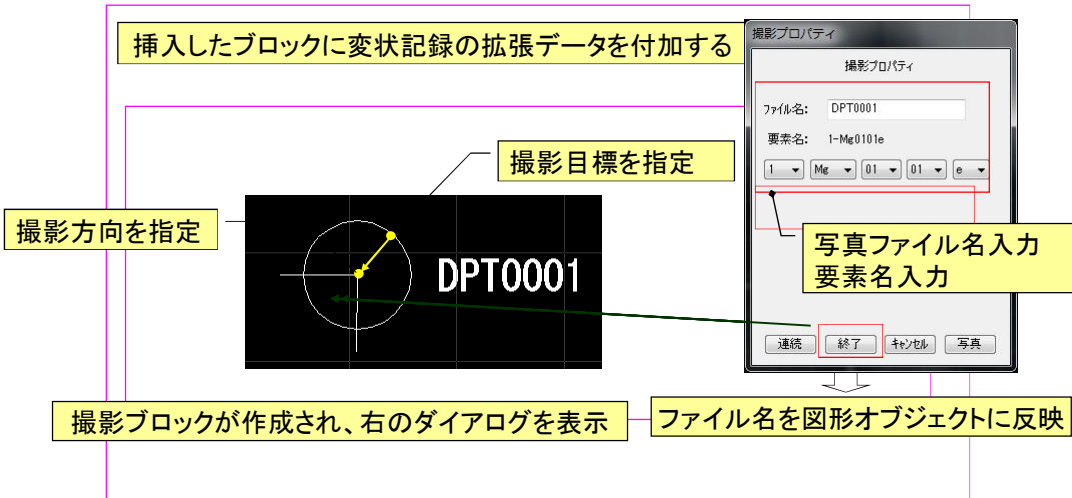 挿入したブロックに変状記録の拡張データを付加する
撮影プロパティ
撮影プロパティ
ファイル名: DPT0001
要素名: 1-Mg0101e
1 Mg 01 01 e
撮影目標を指定
撮影方向を指定
DPT0001
写真ファイル名入力
要素名入力
連続 終了 キャンセル 写真
撮影ブロックが作成され、右のダイアログを表示
ファイル名を図形オブジェクトに反映